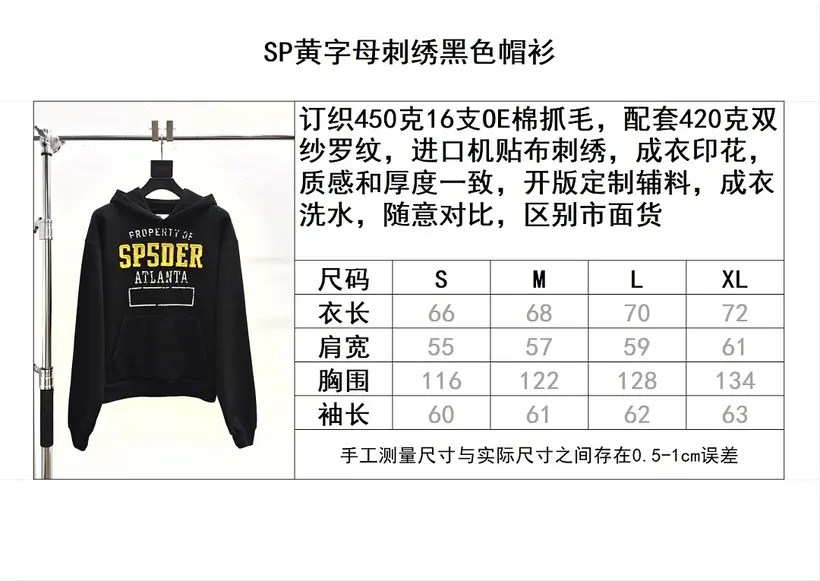 SP黄字母刺绣黑色帽衫
PROPERTY OF
SP5DER
ATLANTA
订织450克16支OE棉抓毛，配套420克双
纱罗纹，进口机贴布刺绣，成衣印花，
质感和厚度一致，开版定制辅料，成衣
洗水，随意对比，区别市面货
尺码 S M L XL
衣长 66 68 70 72
肩宽 55 57 59 61
胸围 116 122 128 134
袖长 60 61 62 63
手工测量尺寸与实际尺寸之间存在0.5-1cm误差